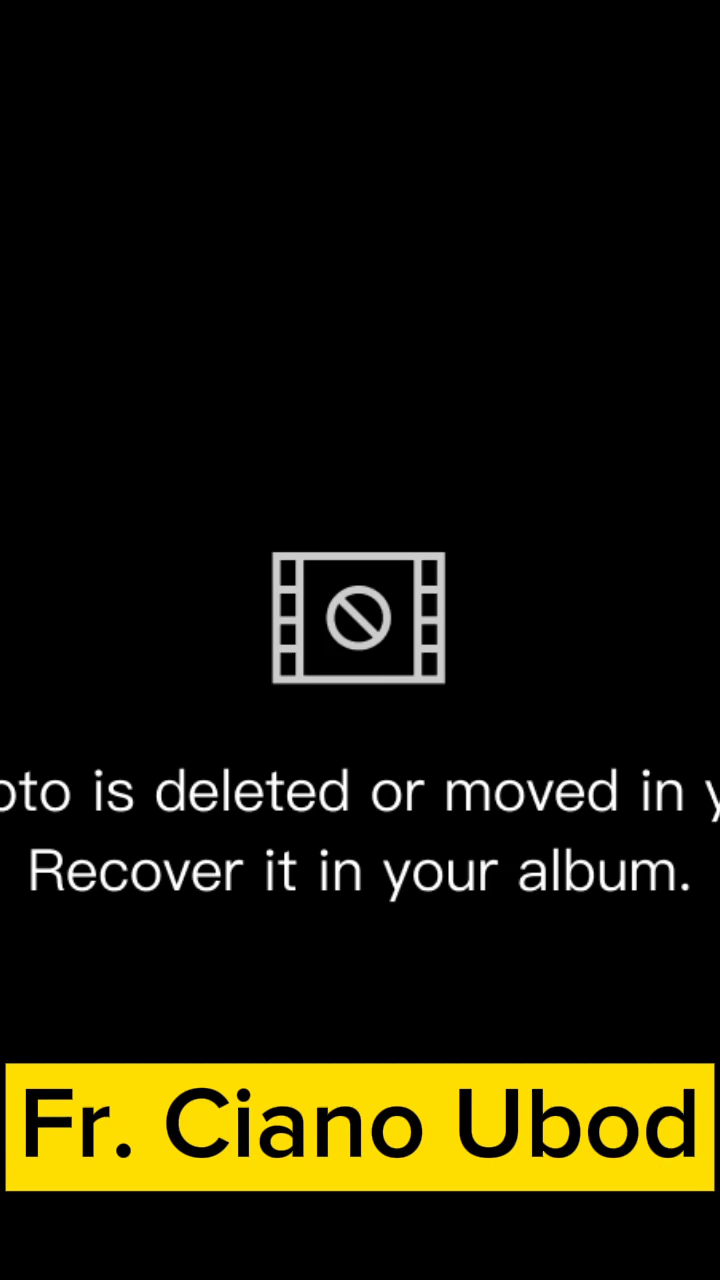 oto is deleted or moved in y
Recover it in your album.
Fr. Ciano Ubod